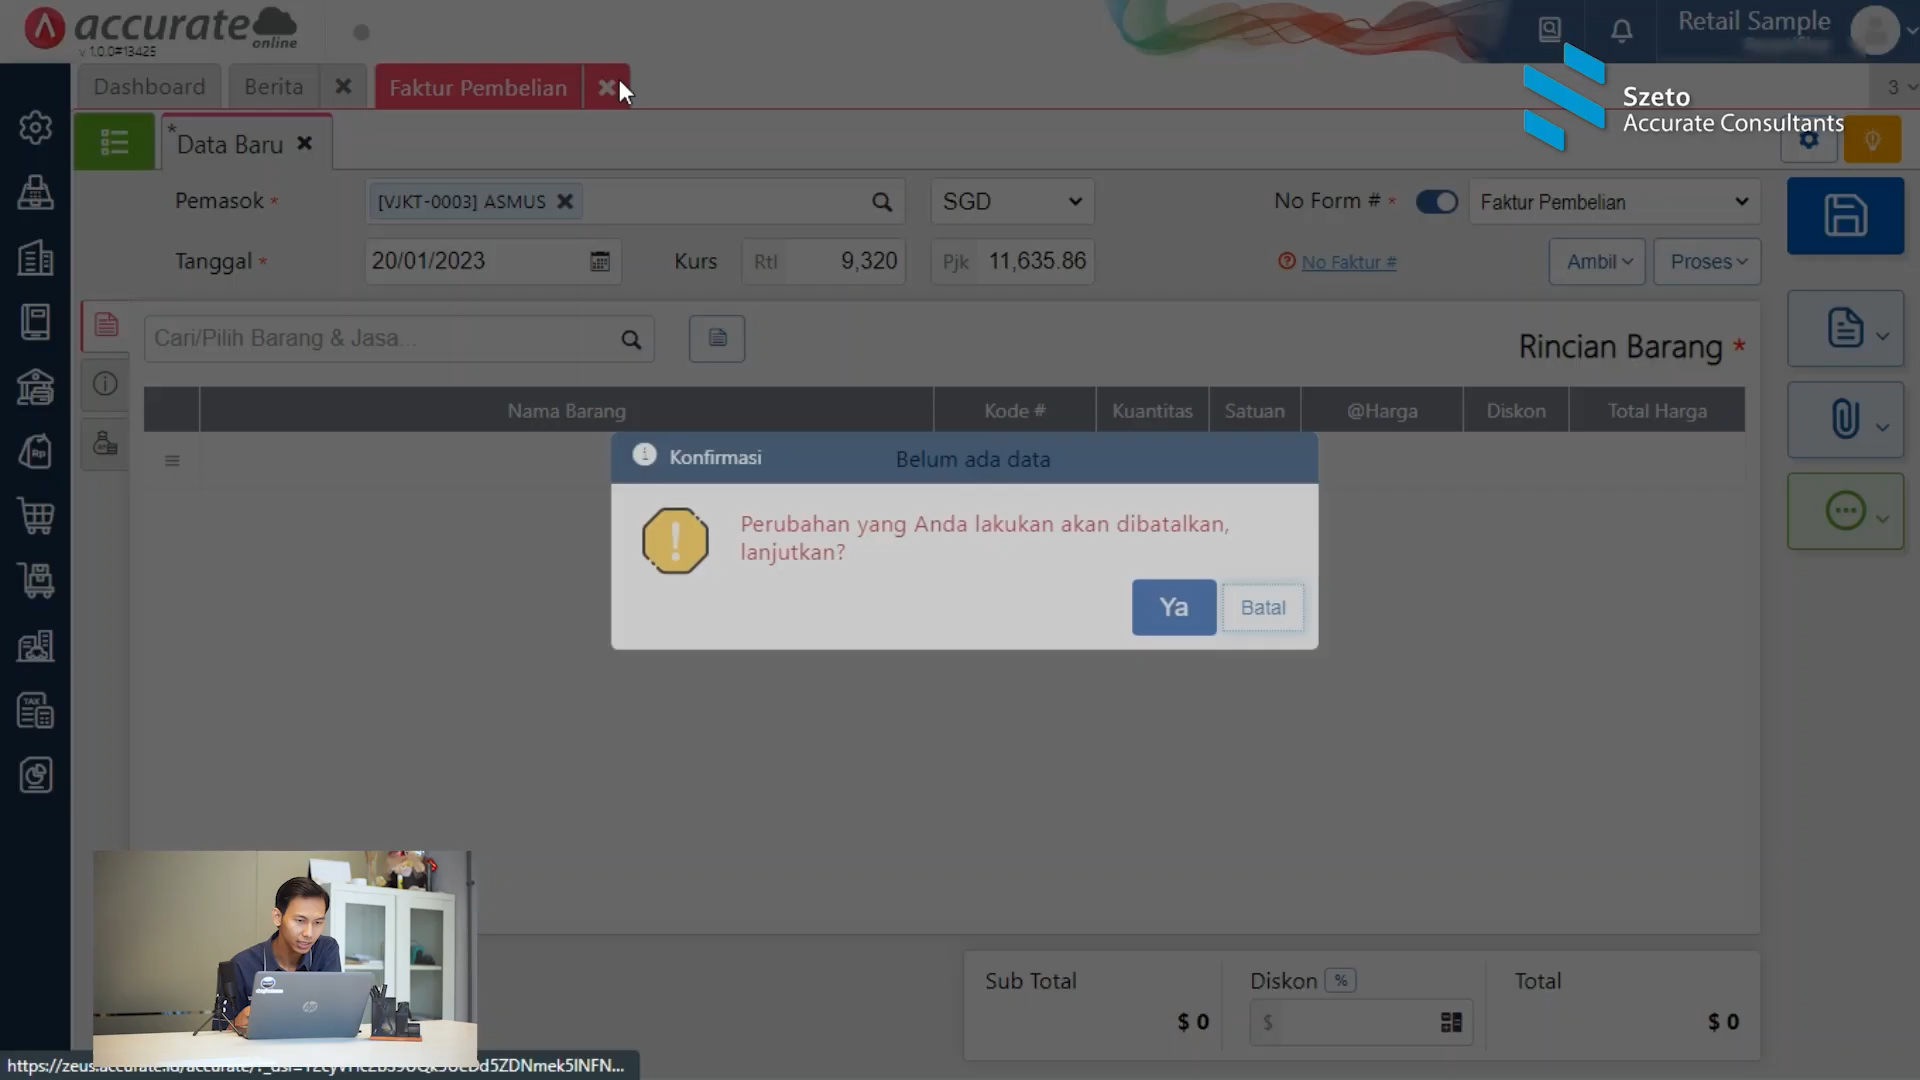 accurate
online
v 1.0.0#13425
Retail Sample
Dashboard
Berita
Faktur Pembelian
3
Szeto
Accurate Consultants
*Data Baru
Pemasok *
[VJKT-0003] ASMUS
SGD
No Form # *
Faktur Pembelian
Tanggal *
20/01/2023
Kurs
Rtl
9,320
Pjk
11,635.86
No Faktur #
Ambil
Proses
Cari/Pilih Barang & Jasa...
Rincian Barang *
Nama Barang
Kode #
Kuantitas
Satuan
@Harga
Diskon
Total Harga
Konfirmasi
Belum ada data
Perubahan yang Anda lakukan akan dibatalkan,
lanjutkan?
Ya
Batal
Rp
TAX
hp
Sub Total
Diskon
%
Total
$ 0
$
$ 0